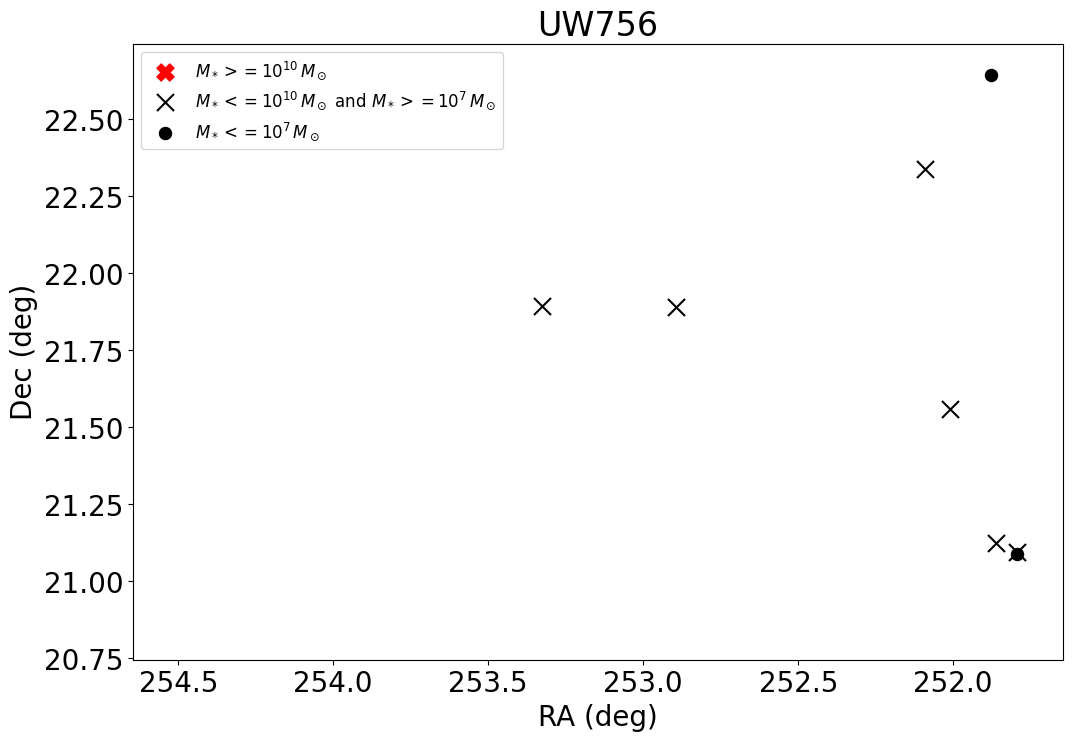 UW756
M* >= 10^10 M⊙
M* <= 10^10 M⊙ and M* >= 10^7 M⊙
M* <= 10^7 M⊙
22.50
22.25
22.00
21.75
21.50
21.25
21.00
20.75
Dec (deg)
254.5 254.0 253.5 253.0 252.5 252.0
RA (deg)